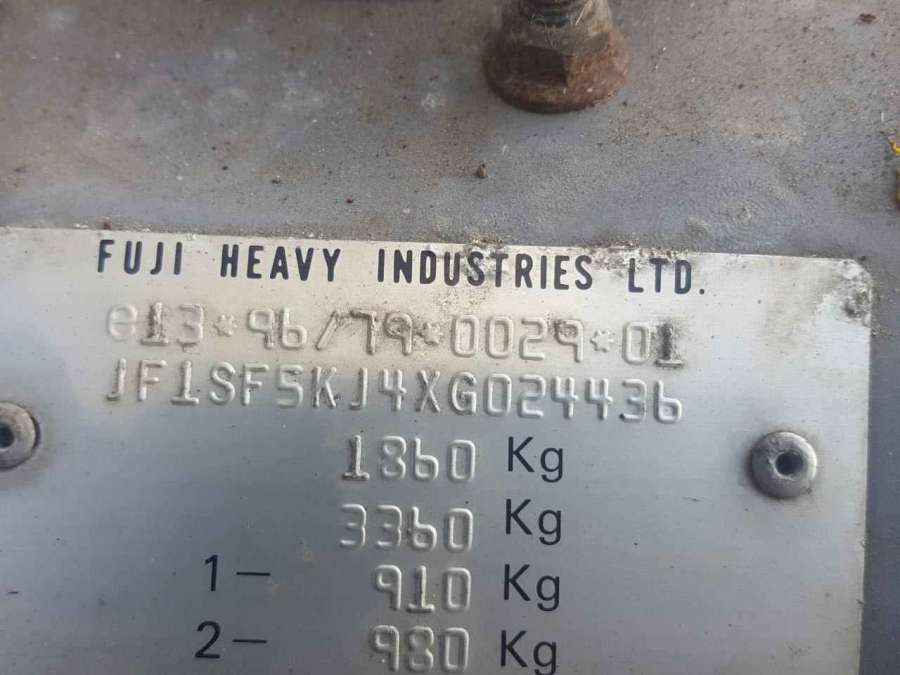 FUJI HEAVY INDUSTRIES LTD.
e13*96/79*0029*01
JF1SF5KJ4XG024436
1860 Kg
3360 Kg
1- 910 Kg
2- 980 Kg